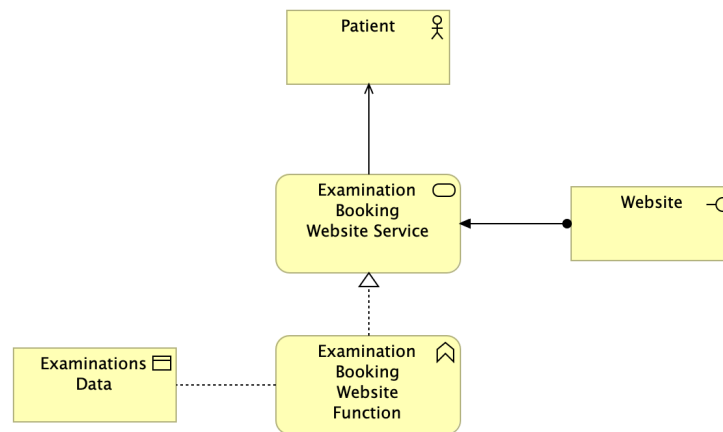 Patient
Examination
Booking
Website Service
Website
Examinations
Data
Examination
Booking
Website
Function